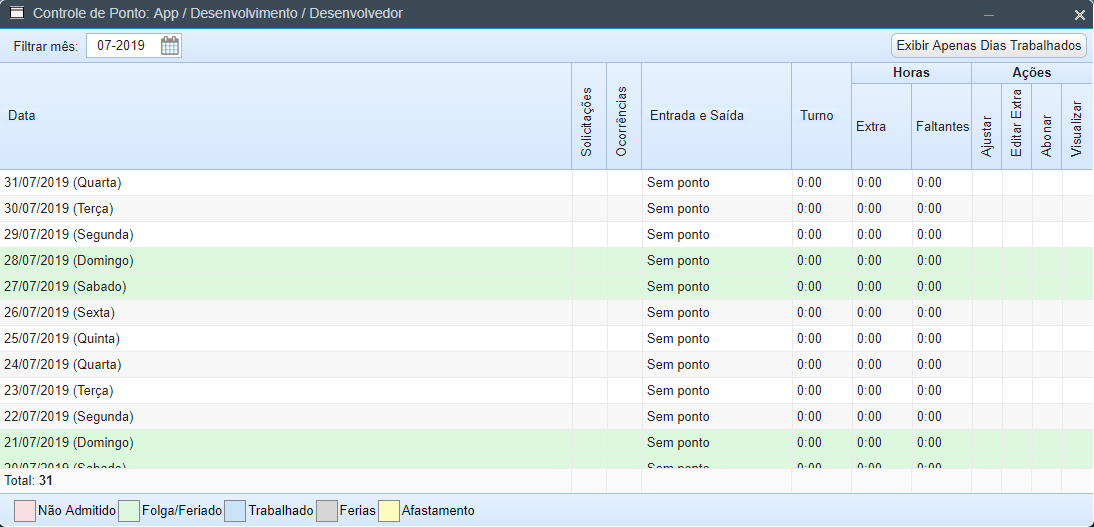 Controle de Ponto: App / Desenvolvimento / Desenvolvedor
Filtrar mês: 07-2019 Exibir Apenas Dias Trabalhados
Data Solicitações Ocorrências Entrada e Saída Turno Horas Extra Faltantes Ações Ajustar Editar Extra Abonar Visualizar
31/07/2019 (Quarta) Sem ponto 0:00 0:00 0:00
30/07/2019 (Terça) Sem ponto 0:00 0:00 0:00
29/07/2019 (Segunda) Sem ponto 0:00 0:00 0:00
28/07/2019 (Domingo) Sem ponto 0:00 0:00 0:00
27/07/2019 (Sabado) Sem ponto 0:00 0:00 0:00
26/07/2019 (Sexta) Sem ponto 0:00 0:00 0:00
25/07/2019 (Quinta) Sem ponto 0:00 0:00 0:00
24/07/2019 (Quarta) Sem ponto 0:00 0:00 0:00
23/07/2019 (Terça) Sem ponto 0:00 0:00 0:00
22/07/2019 (Segunda) Sem ponto 0:00 0:00 0:00
21/07/2019 (Domingo) Sem ponto 0:00 0:00 0:00
20/07/2019 (Sabado) Sem ponto 0:00 0:00 0:00
Total: 31
Não Admitido Folga/Feriado Trabalhado Ferias Afastamento